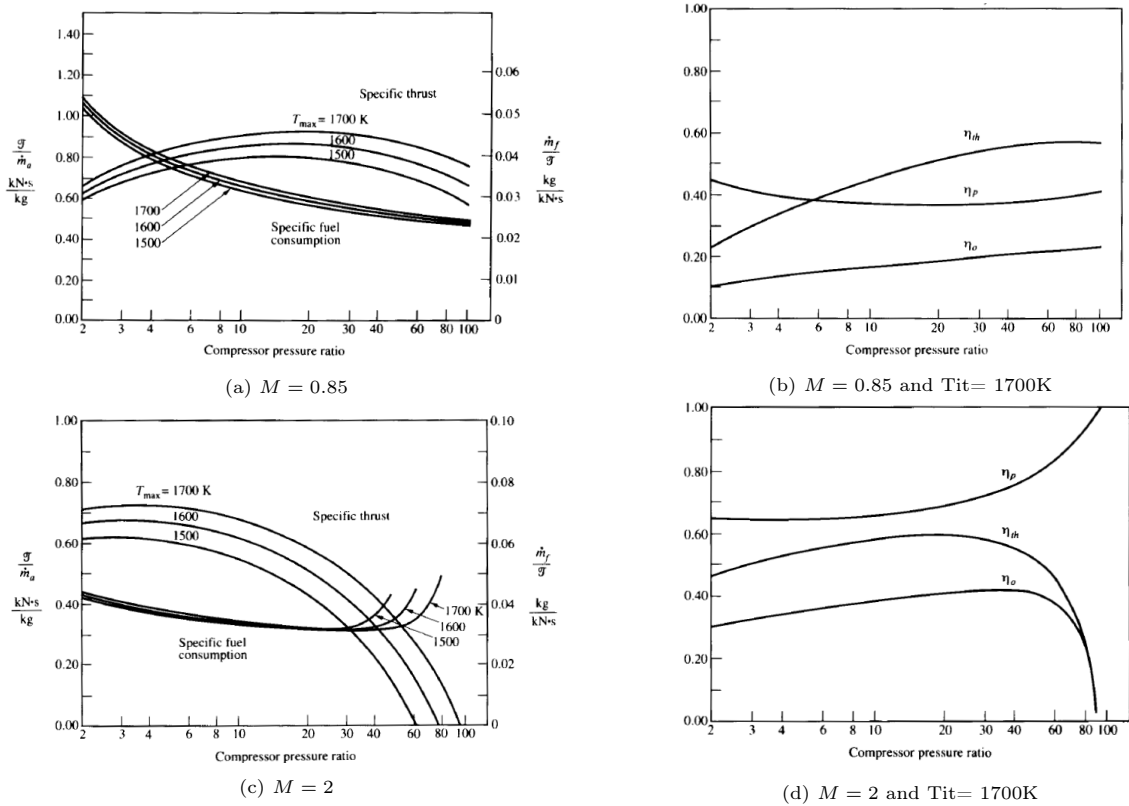 1.40
1.20
1.00
0.80
0.60
0.40
0.20
0.00
𝒯
ṁa
kN•s
kg
Specific thrust
Tmax = 1700 K
1600
1500
1700
1600
1500
Specific fuel
consumption
0.06
0.05
0.04
0.03
0.02
0.01
0
ṁf
𝒯
kg
kN•s
2 3 4 6 8 10 20 30 40 60 80 100
Compressor pressure ratio
(a) M = 0.85
1.00
0.80
0.60
0.40
0.20
0.00
ηth
ηp
ηo
2 3 4 6 8 10 20 30 40 60 80 100
Compressor pressure ratio
(b) M = 0.85 and Tit= 1700K
1.00
0.80
0.60
0.40
0.20
0.00
𝒯
ṁa
kN•s
kg
Tmax = 1700 K
1600
1500
Specific thrust
1700 K
1600
1500
Specific fuel
consumption
0.10
0.08
0.06
0.04
0.02
0
ṁf
𝒯
kg
kN•s
2 3 4 6 8 10 20 30 40 60 80 100
Compressor pressure ratio
(c) M = 2
1.00
0.80
0.60
0.40
0.20
0.00
ηp
ηth
ηo
2 3 4 6 8 10 20 30 40 60 80 100
Compressor pressure ratio
(d) M = 2 and Tit= 1700K